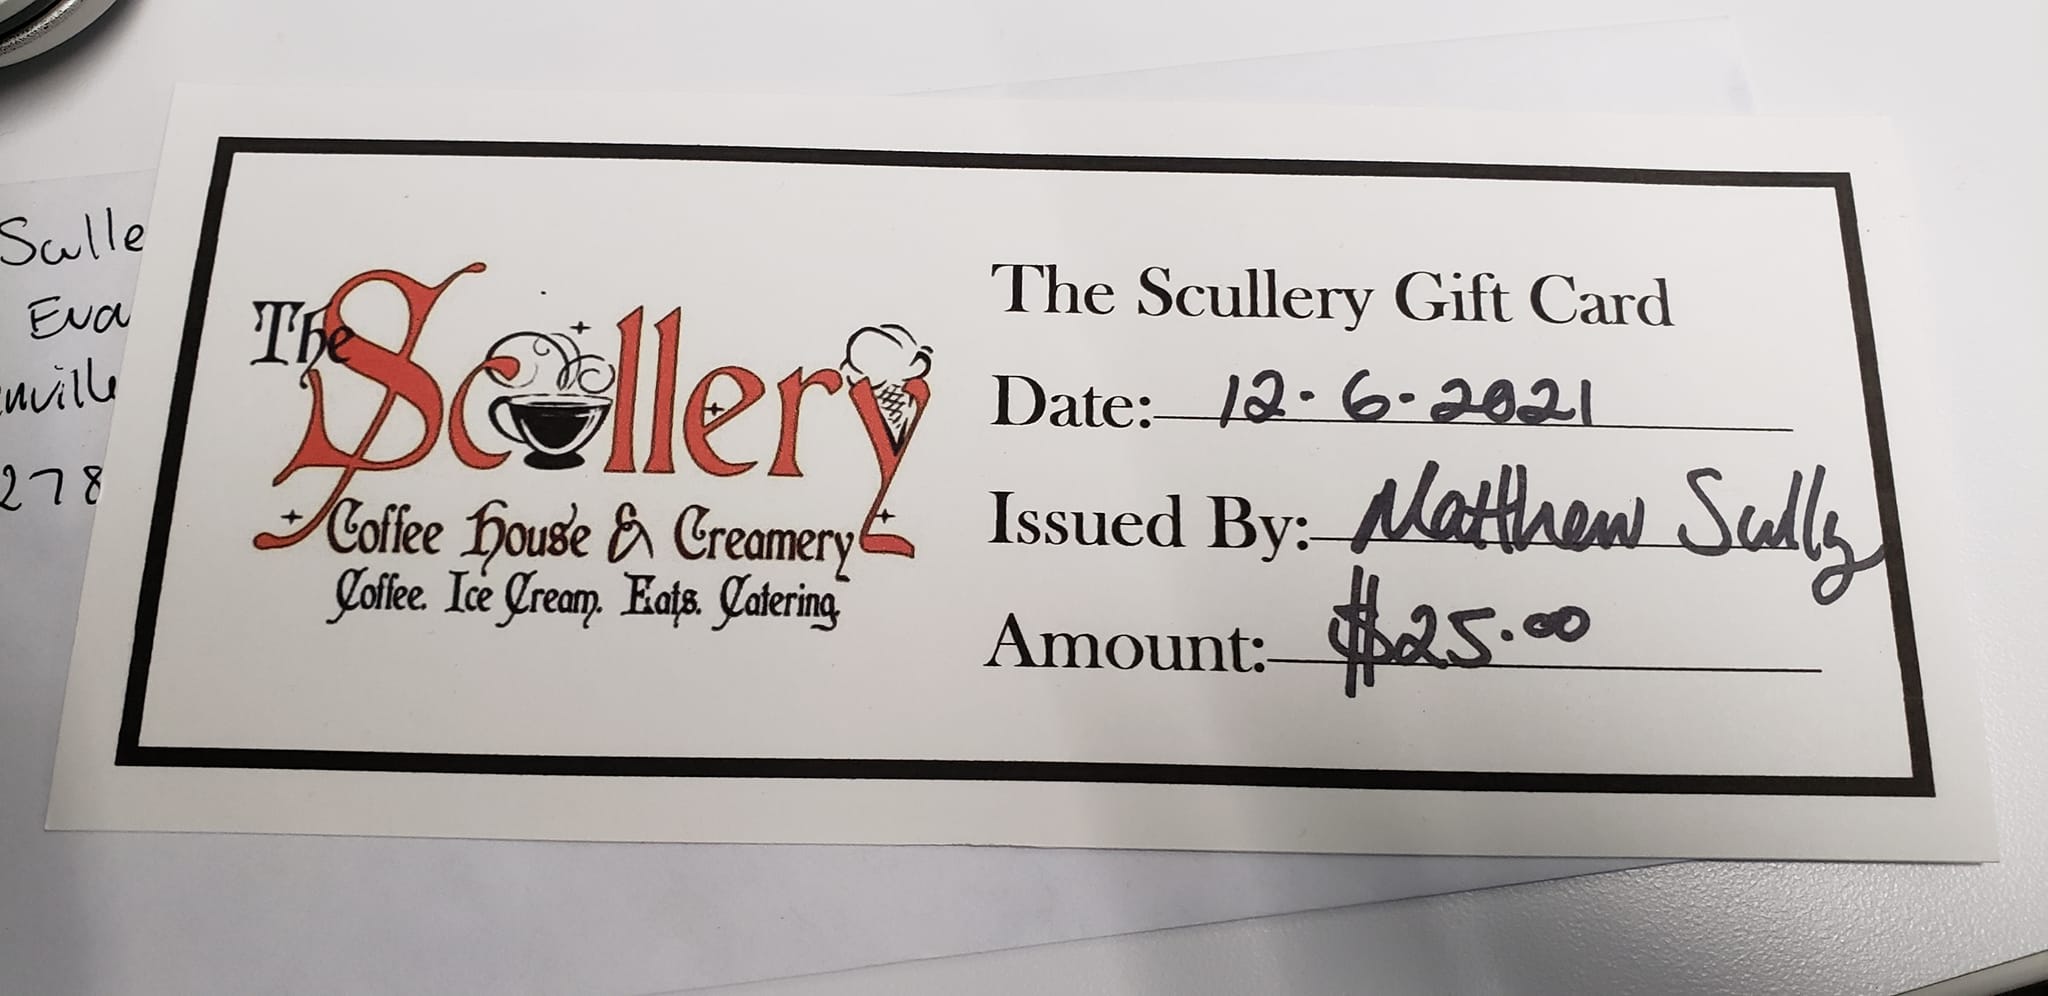 The Scullery
Coffee House & Creamery
Coffee. Ice Cream. Eats. Catering.
The Scullery Gift Card
Date: 12·6·2021
Issued By: Matthew Scully
Amount: $25.00
278